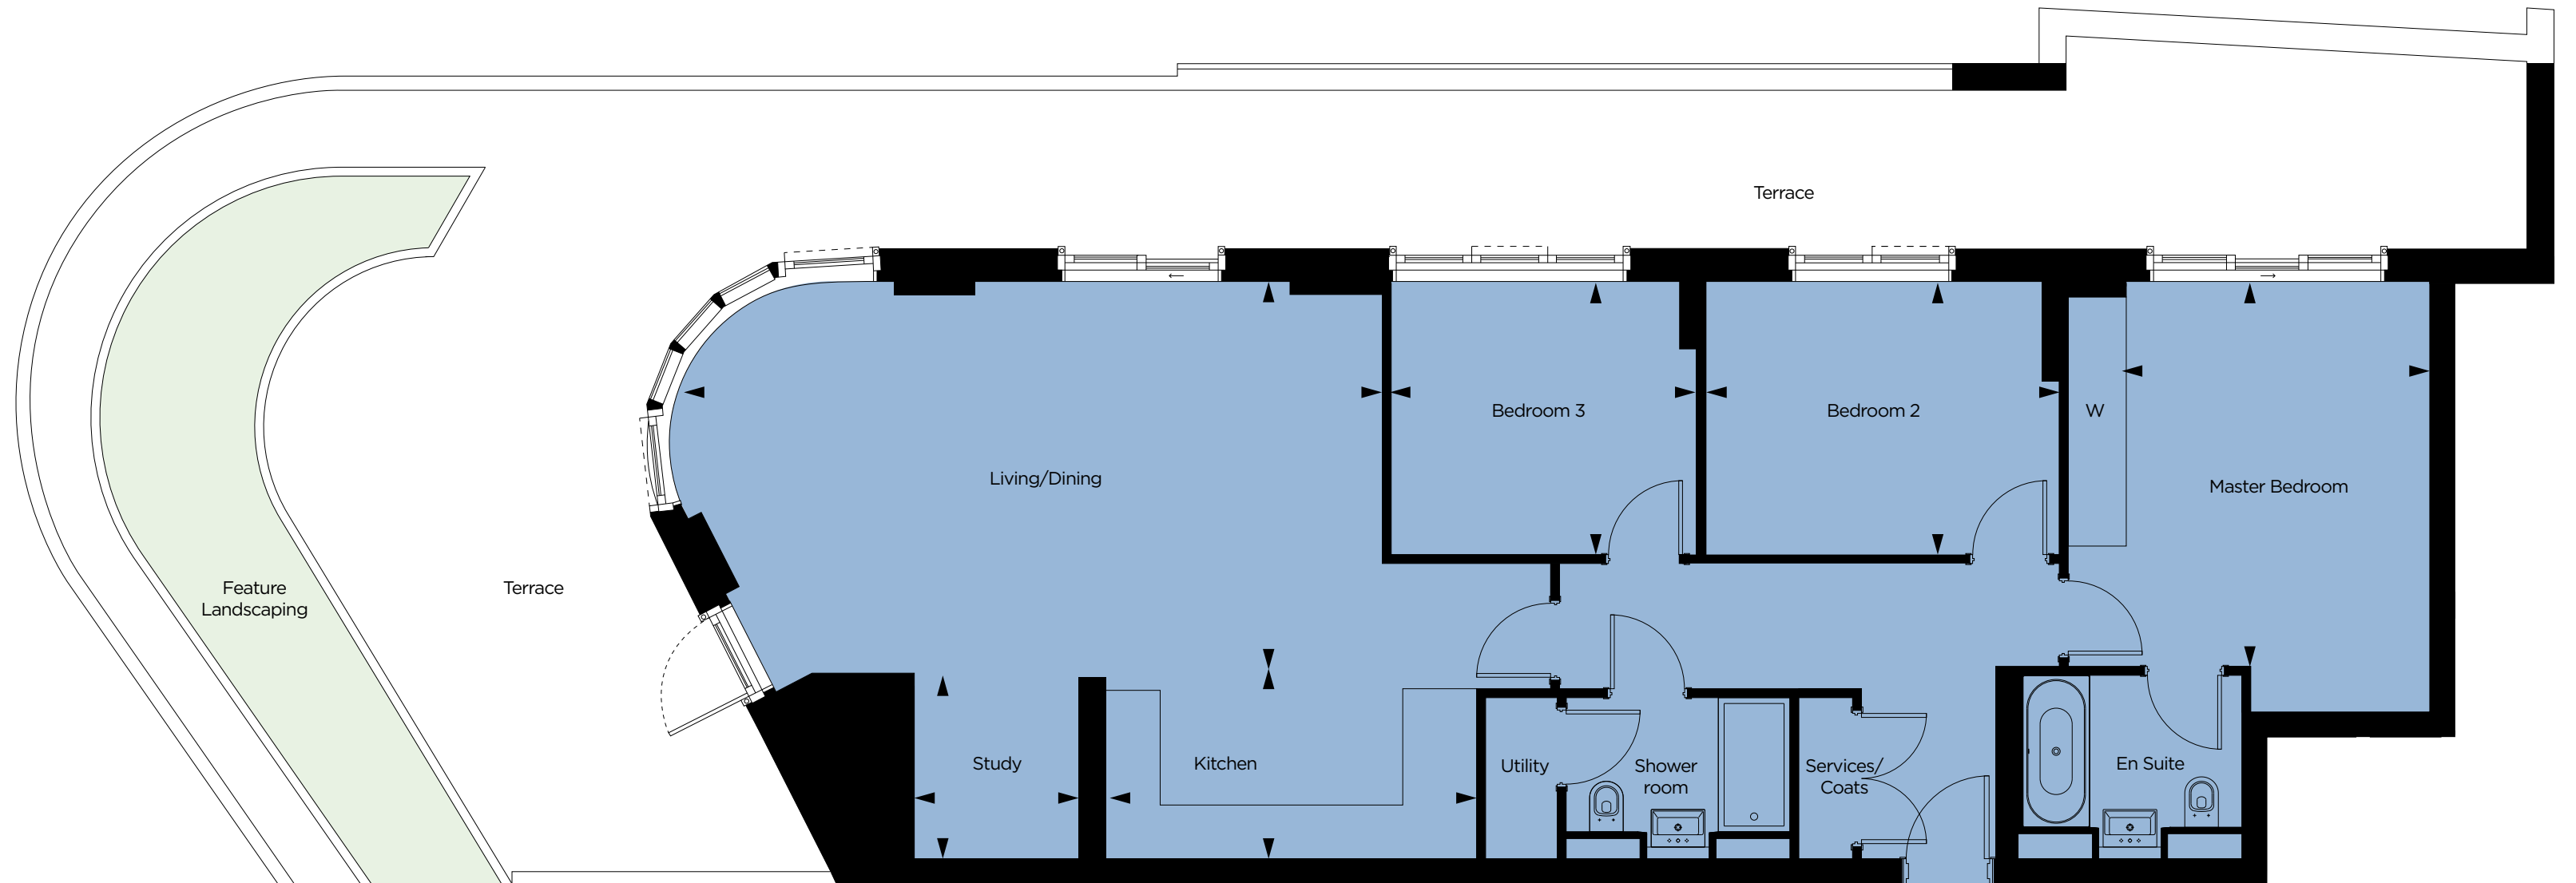 Terrace
Bedroom 3
Bedroom 2
W
Living/Dining
Master Bedroom
Feature
Landscaping
Terrace
Study
Kitchen
Utility
Shower
room
Services/
Coats
En Suite